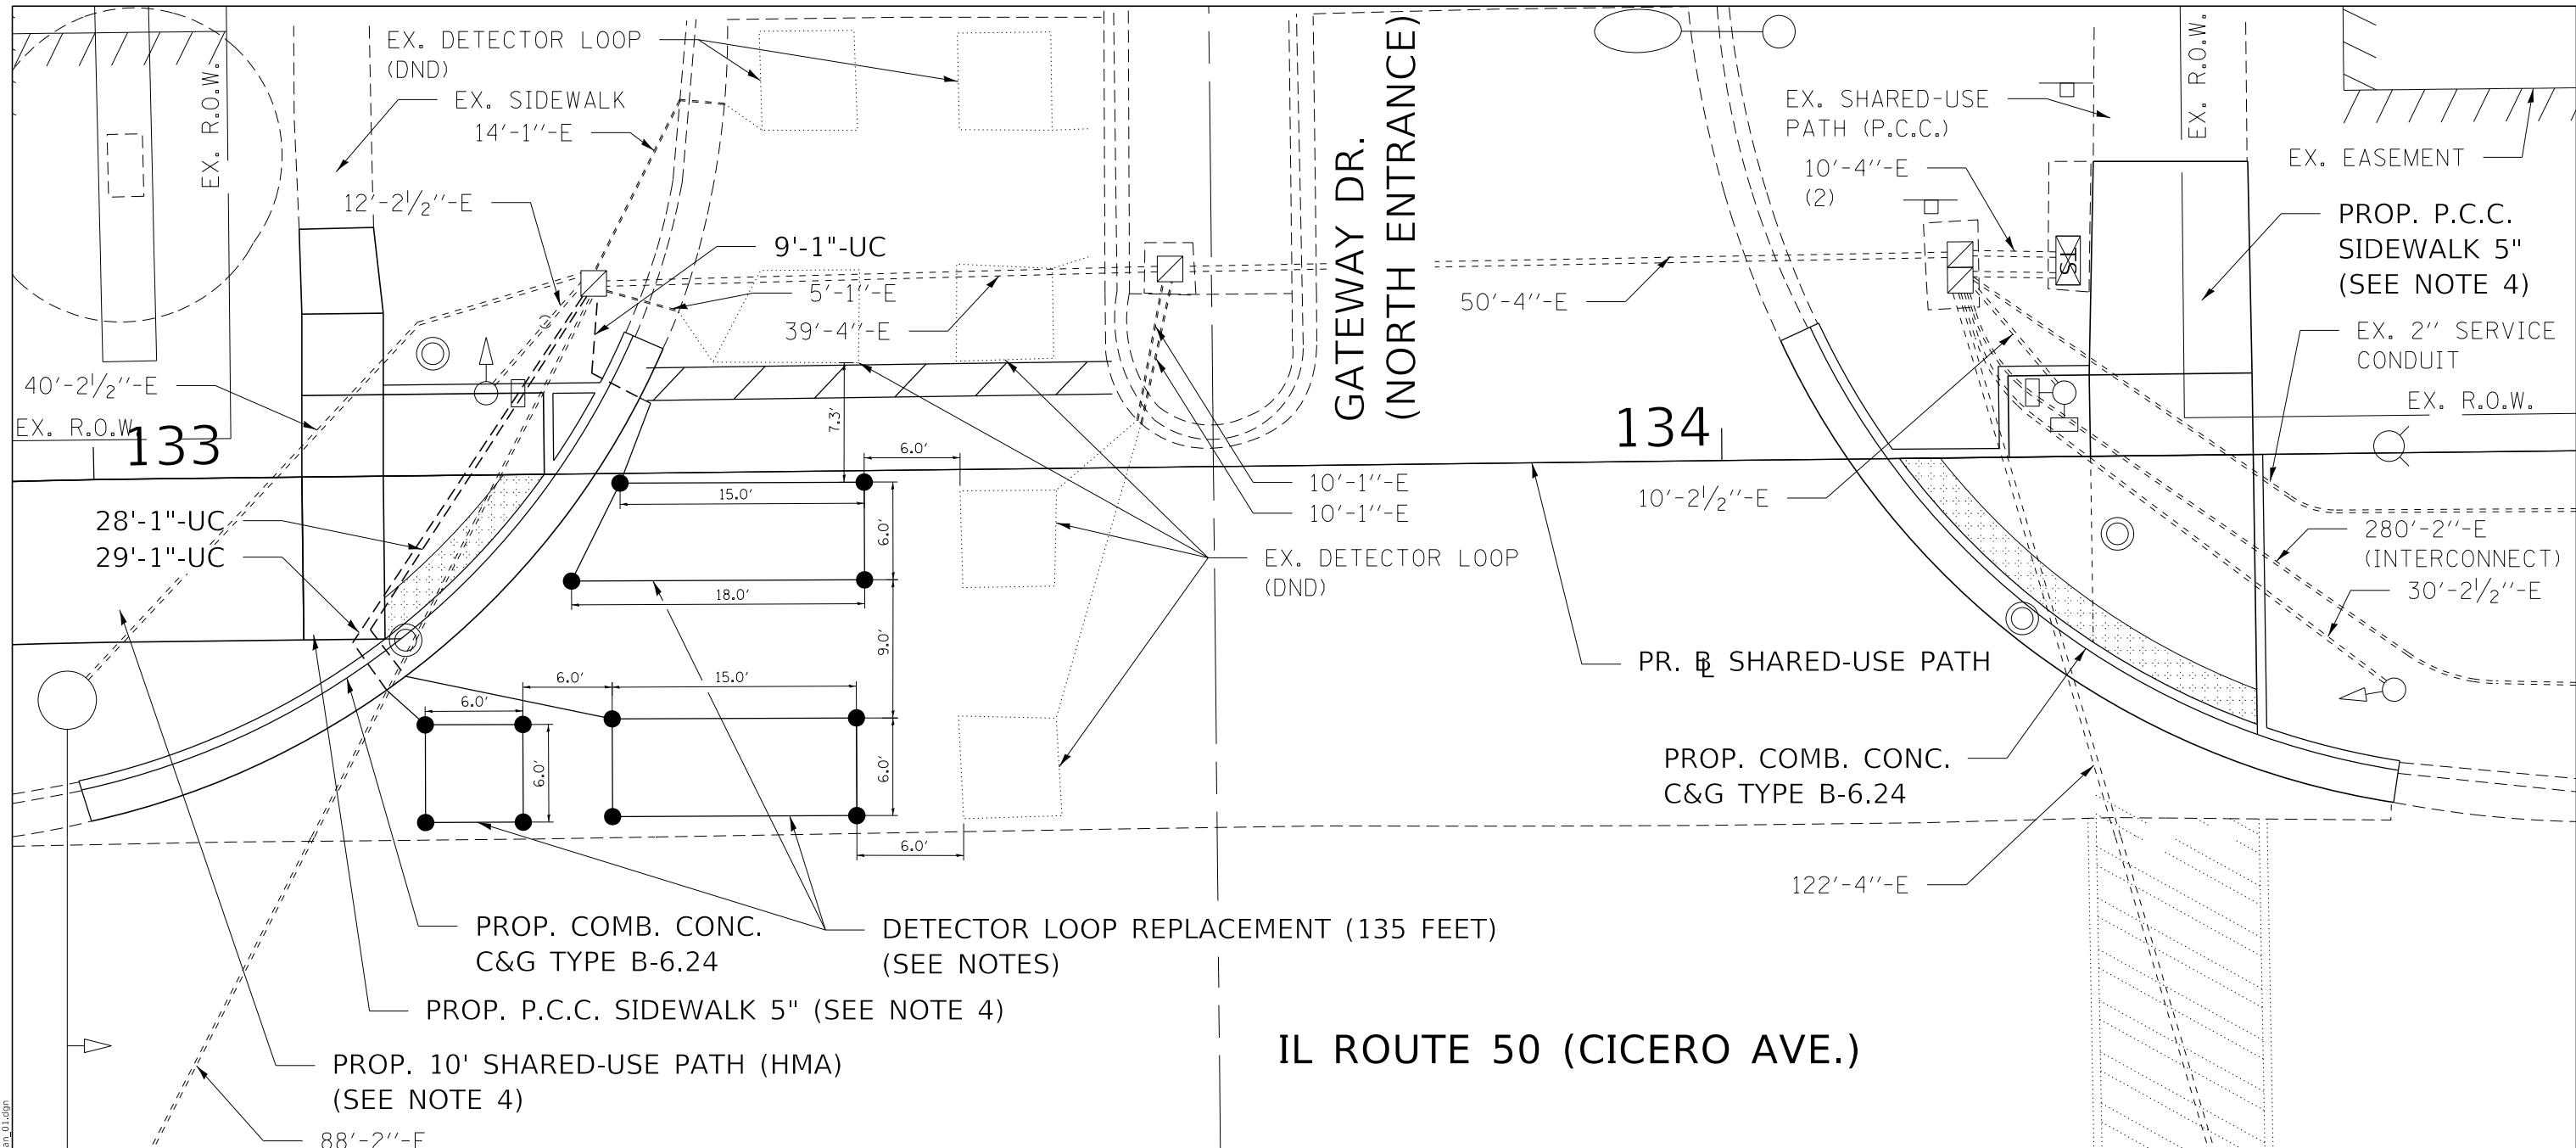 EX. DETECTOR LOOP
(DND)
EX. SIDEWALK
14'-1''-E
12'-2½''-E
EX. R.O.W.
9'-1"-UC
5'-1''-E
39'-4''-E
40'-2½''-E
EX. R.O.W.
133
28'-1"-UC
29'-1"-UC
7.3'
6.0'
15.0'
6.0'
18.0'
9.0'
6.0'
15.0'
6.0'
6.0'
6.0'
6.0'
GATEWAY DR.
(NORTH ENTRANCE)
10'-1''-E
10'-1''-E
EX. DETECTOR LOOP
(DND)
50'-4''-E
134
10'-2½''-E
EX. SHARED-USE
PATH (P.C.C.)
10'-4''-E
(2)
TS
EX. R.O.W.
EX. EASEMENT
PROP. P.C.C.
SIDEWALK 5"
(SEE NOTE 4)
EX. 2'' SERVICE
CONDUIT
EX. R.O.W.
280'-2''-E
(INTERCONNECT)
30'-2½''-E
PR. BL SHARED-USE PATH
PROP. COMB. CONC.
C&G TYPE B-6.24
122'-4''-E
PROP. COMB. CONC.
C&G TYPE B-6.24
DETECTOR LOOP REPLACEMENT (135 FEET)
(SEE NOTES)
PROP. P.C.C. SIDEWALK 5" (SEE NOTE 4)
PROP. 10' SHARED-USE PATH (HMA)
(SEE NOTE 4)
88'-2''-E
IL ROUTE 50 (CICERO AVE.)
an_01.dgn